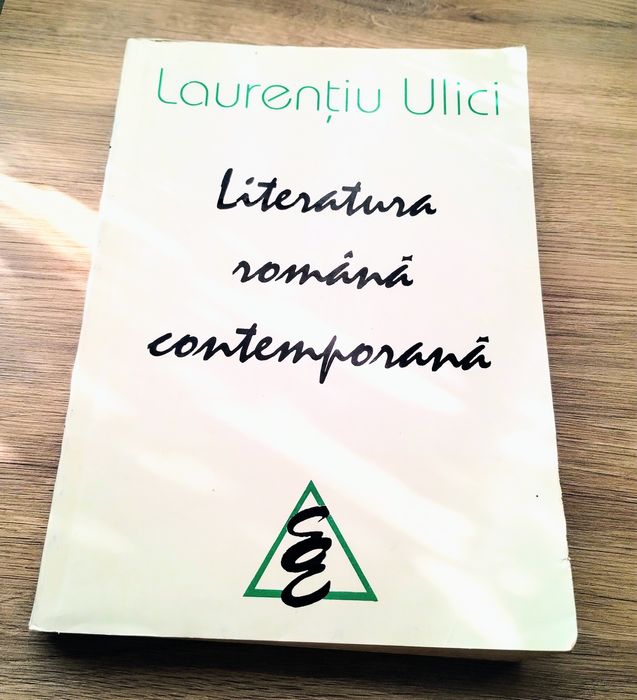 Laurențiu Ulici
Literatura
română
contemporană